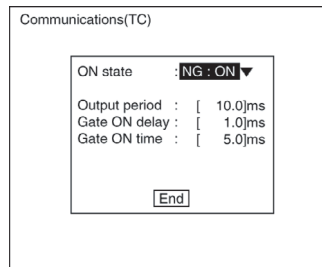 Communications(TC)
ON state : NG : ON ▼
Output period : [ 10.0]ms
Gate ON delay : [ 1.0]ms
Gate ON time : [ 5.0]ms
End